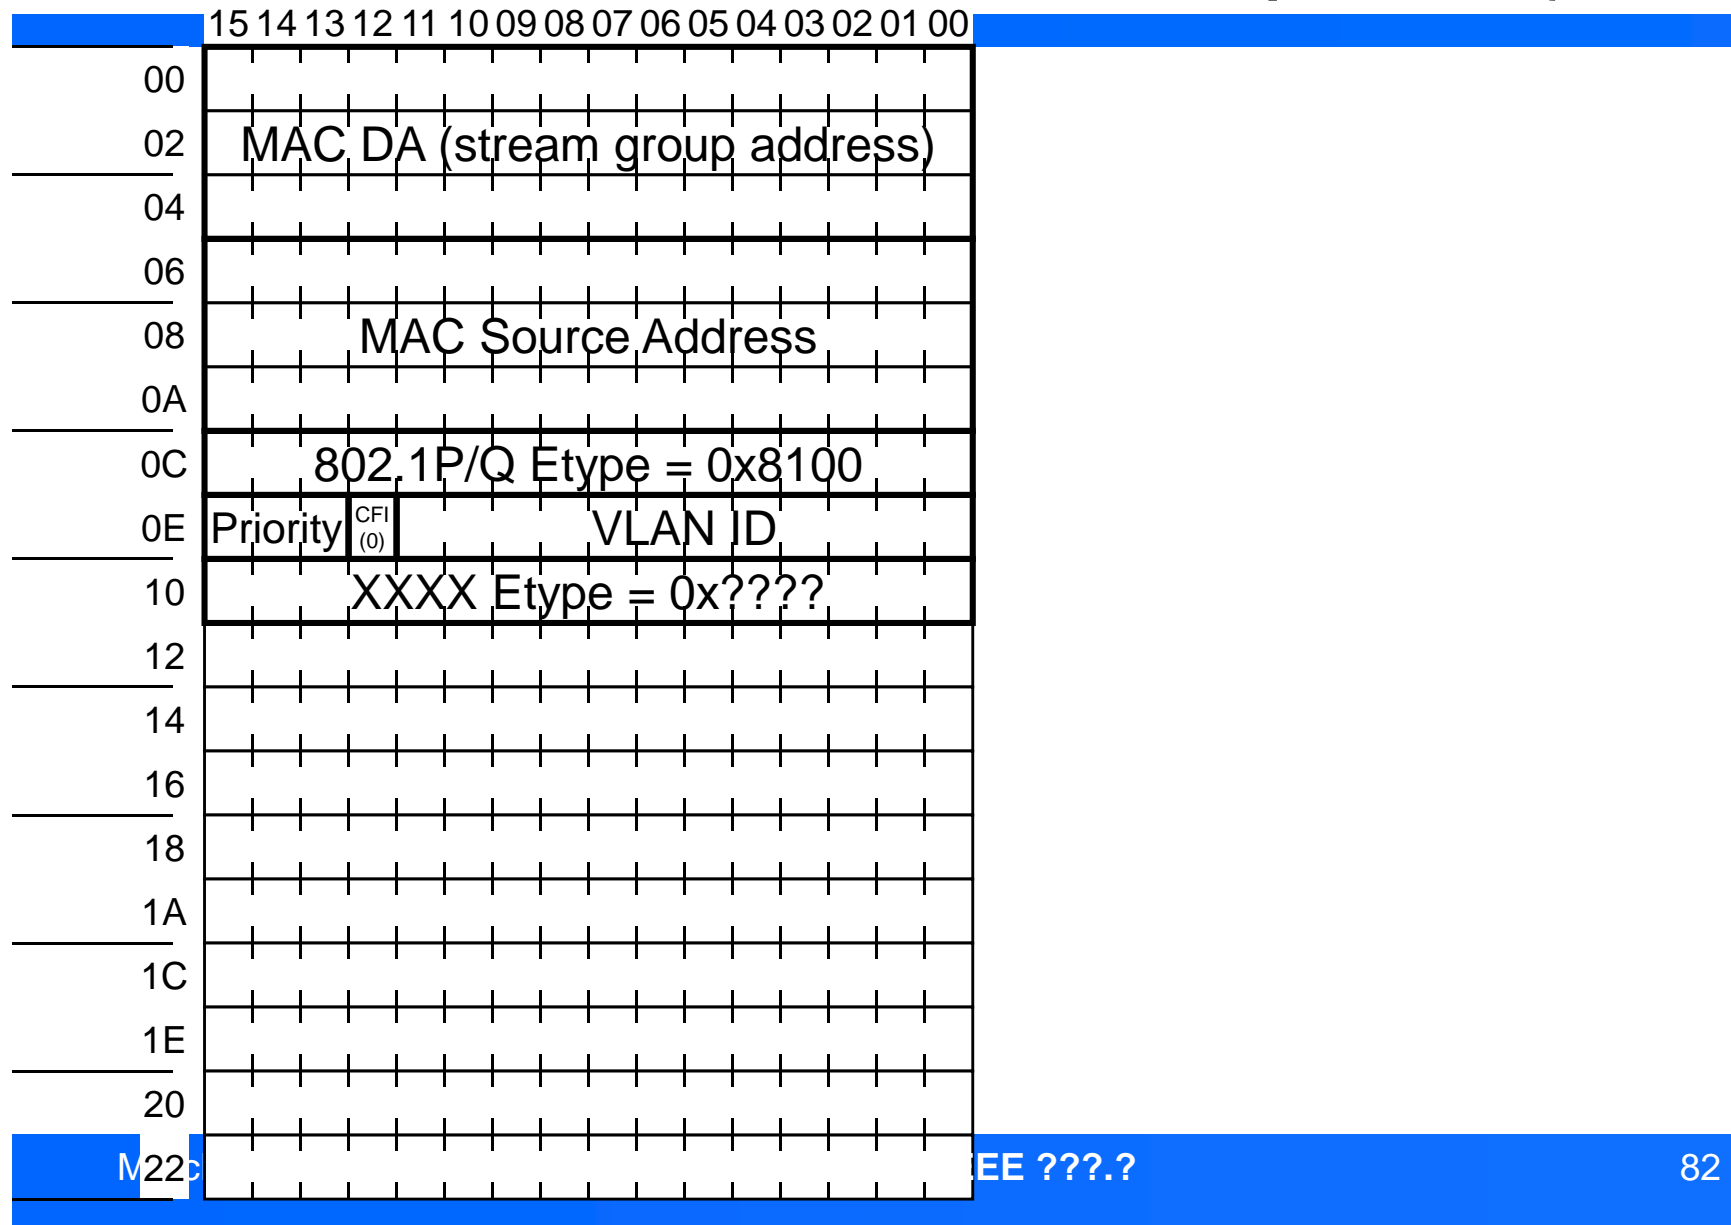 15 14 13 12 11 10 09 08 07 06 05 04 03 02 01 00
00
02 MAC DA (stream group address)
04
06
08 MAC Source Address
0A
0C 802.1P/Q Etype = 0x8100
0E Priority CFI (0) VLAN ID
10 XXXX Etype = 0x????
12
14
16
18
1A
1C
1E
20
22
EE ???.? 82